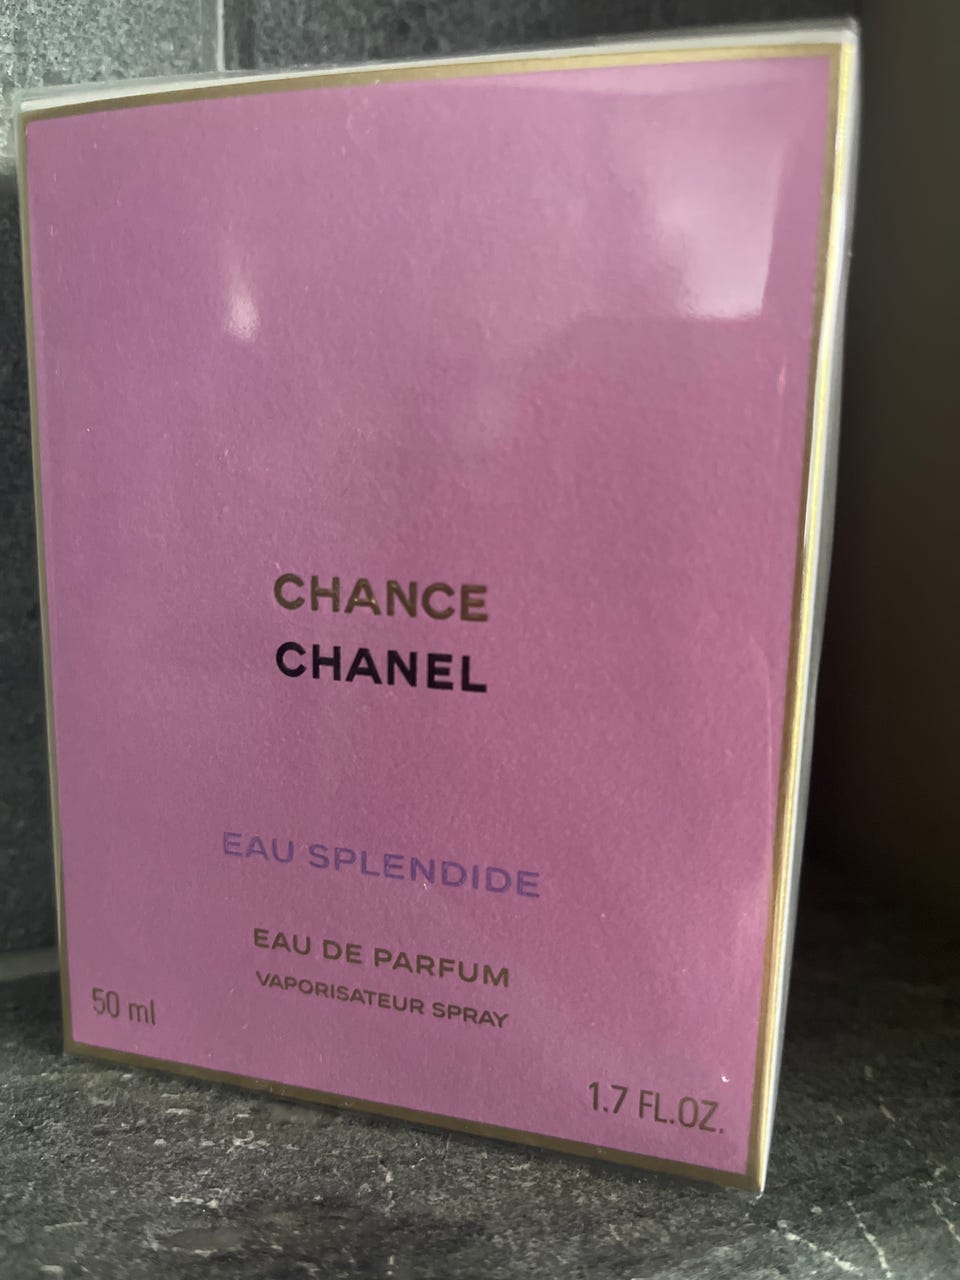 CHANCE
CHANEL
EAU SPLENDIDE
EAU DE PARFUM
VAPORISATEUR SPRAY
50 ml
1.7 FL.OZ.